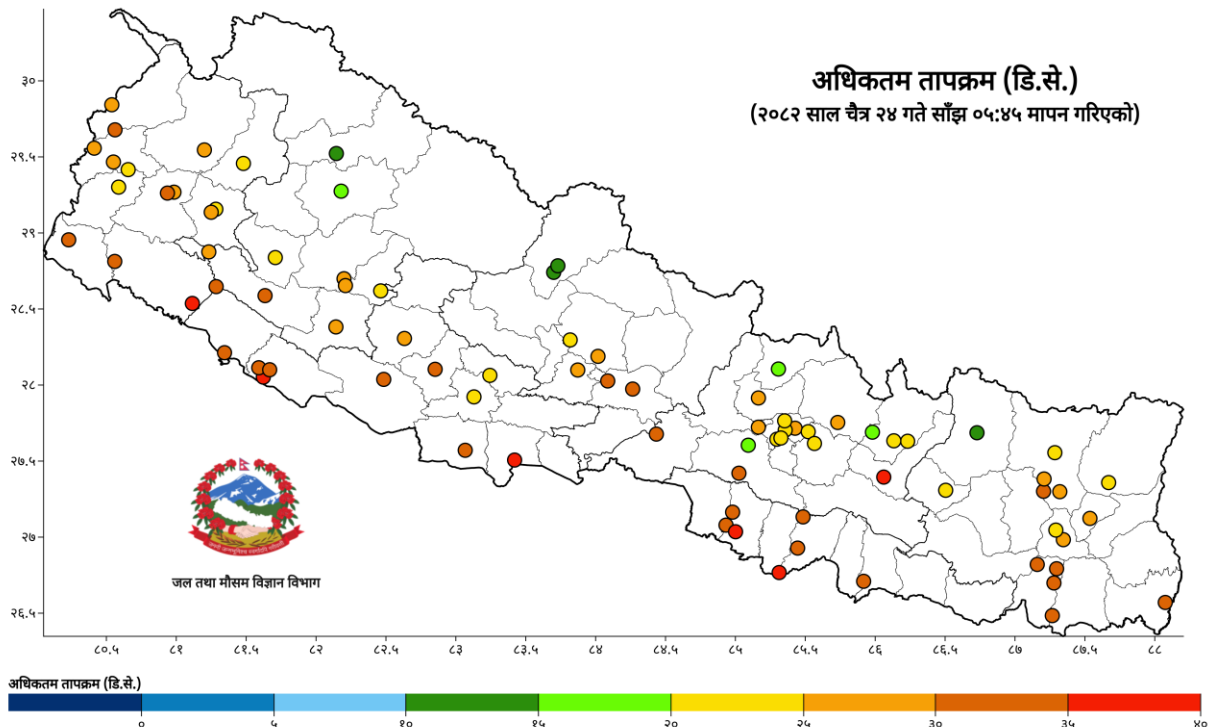 अधिकतम तापक्रम (डि.से.)
(२०८२ साल चैत्र २४ गते साँझ ०५:४५ मापन गरिएको)
३०
२९.५
२९
२८.५
२८
२७.५
२७
२६.५
जल तथा मौसम विज्ञान विभाग
८०.५ ८१ ८१.५ ८२ ८२.५ ८३ ८३.५ ८४ ८४.५ ८५ ८५.५ ८६ ८६.५ ८७ ८७.५ ८८
अधिकतम तापक्रम (डि.से.)
० ५ १० १५ २० २५ ३० ३५ ४०